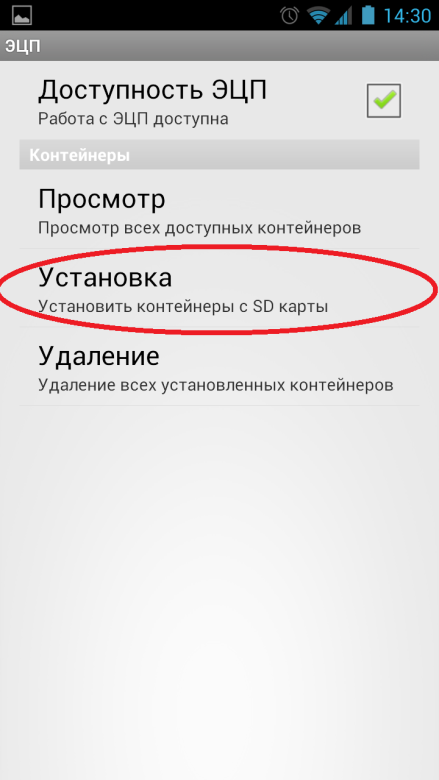 14:30
ЭЦП
Доступность ЭЦП
Работа с ЭЦП доступна
Контейнеры
Просмотр
Просмотр всех доступных контейнеров
Установка
Установить контейнеры с SD карты
Удаление
Удаление всех установленных контейнеров